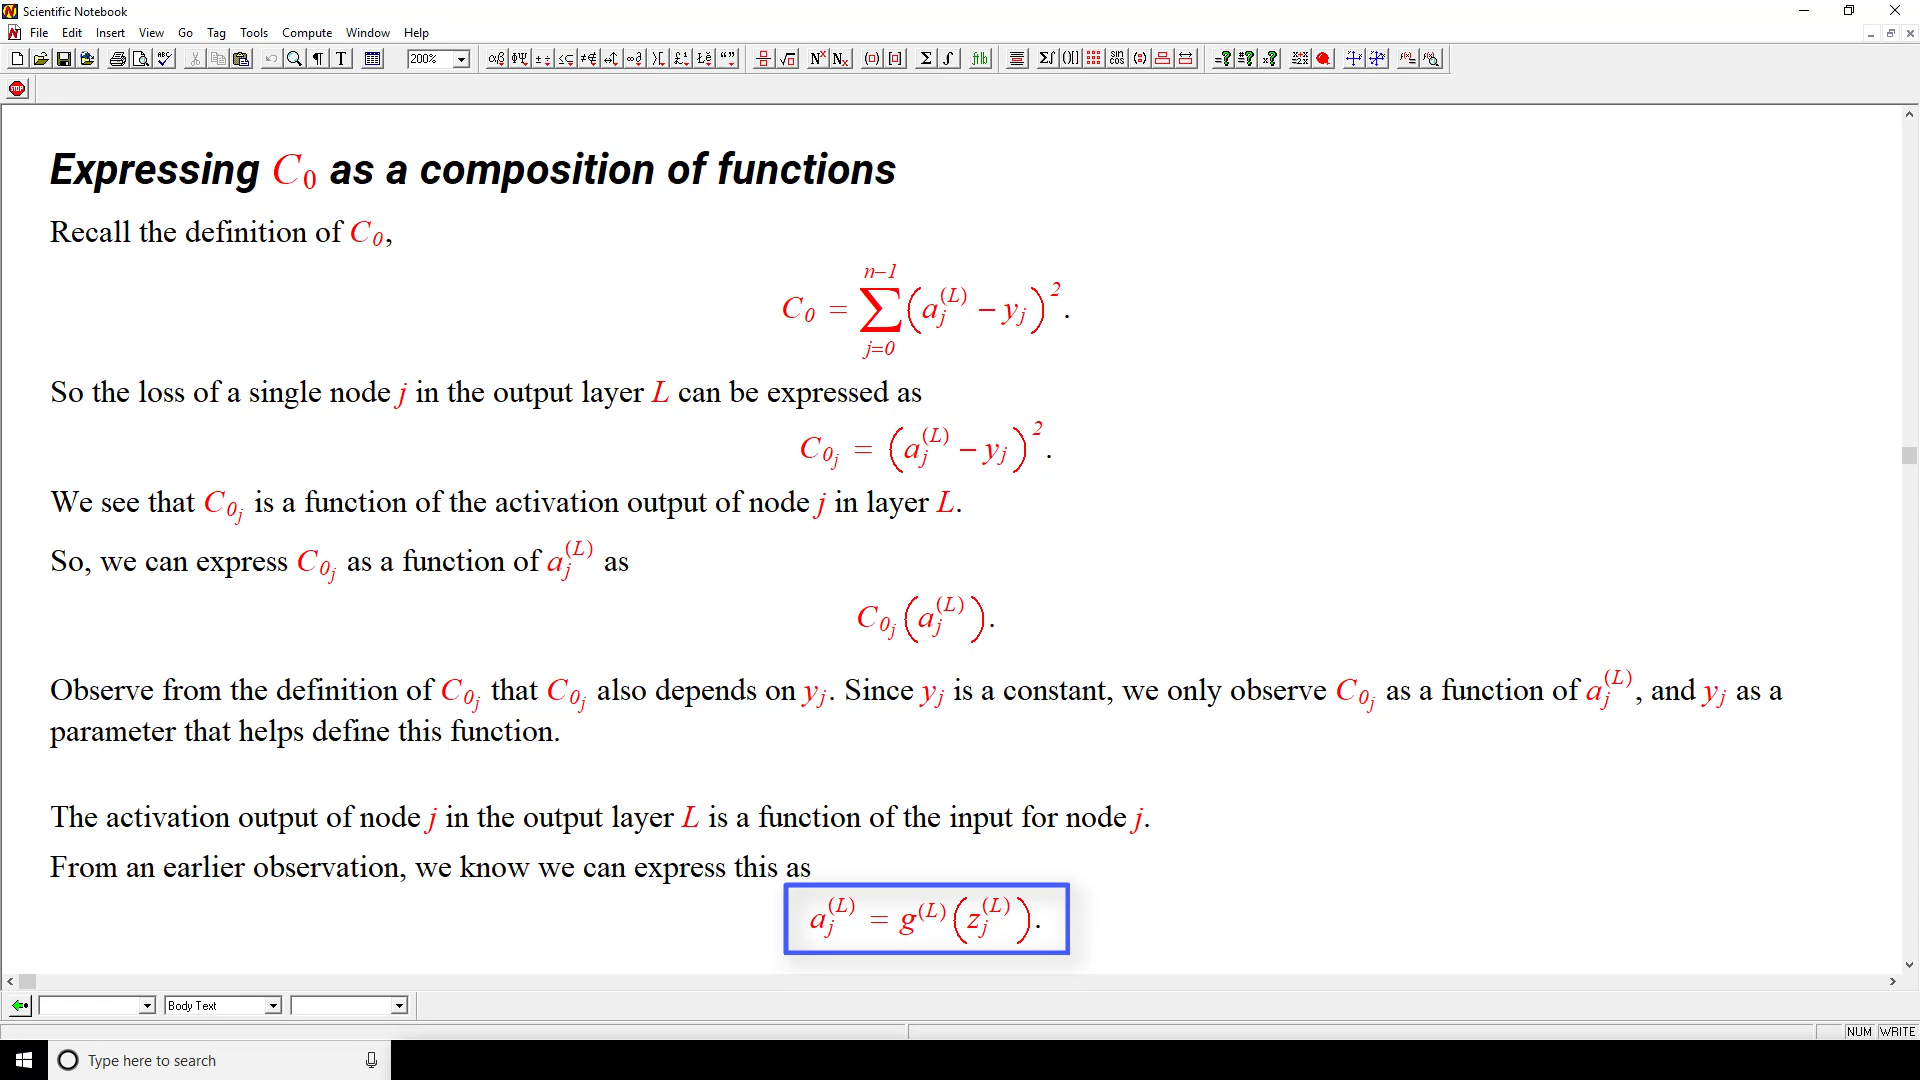 Scientific Notebook
File Edit Insert View Go Tag Tools Compute Window Help
200%
STOP
Expressing C₀ as a composition of functions
Recall the definition of C₀,
C₀ = ∑_{j=0}^{n−1} (a_j^{(L)} − y_j)².
So the loss of a single node j in the output layer L can be expressed as
C_{0_j} = (a_j^{(L)} − y_j)².
We see that C_{0_j} is a function of the activation output of node j in layer L.
So, we can express C_{0_j} as a function of a_j^{(L)} as
C_{0_j}(a_j^{(L)}).
Observe from the definition of C_{0_j} that C_{0_j} also depends on y_j. Since y_j is a constant, we only observe C_{0_j} as a function of a_j^{(L)}, and y_j as a
parameter that helps define this function.
The activation output of node j in the output layer L is a function of the input for node j.
From an earlier observation, we know we can express this as
a_j^{(L)} = g^{(L)}(z_j^{(L)}).
Body Text
NUM WRITE
Type here to search